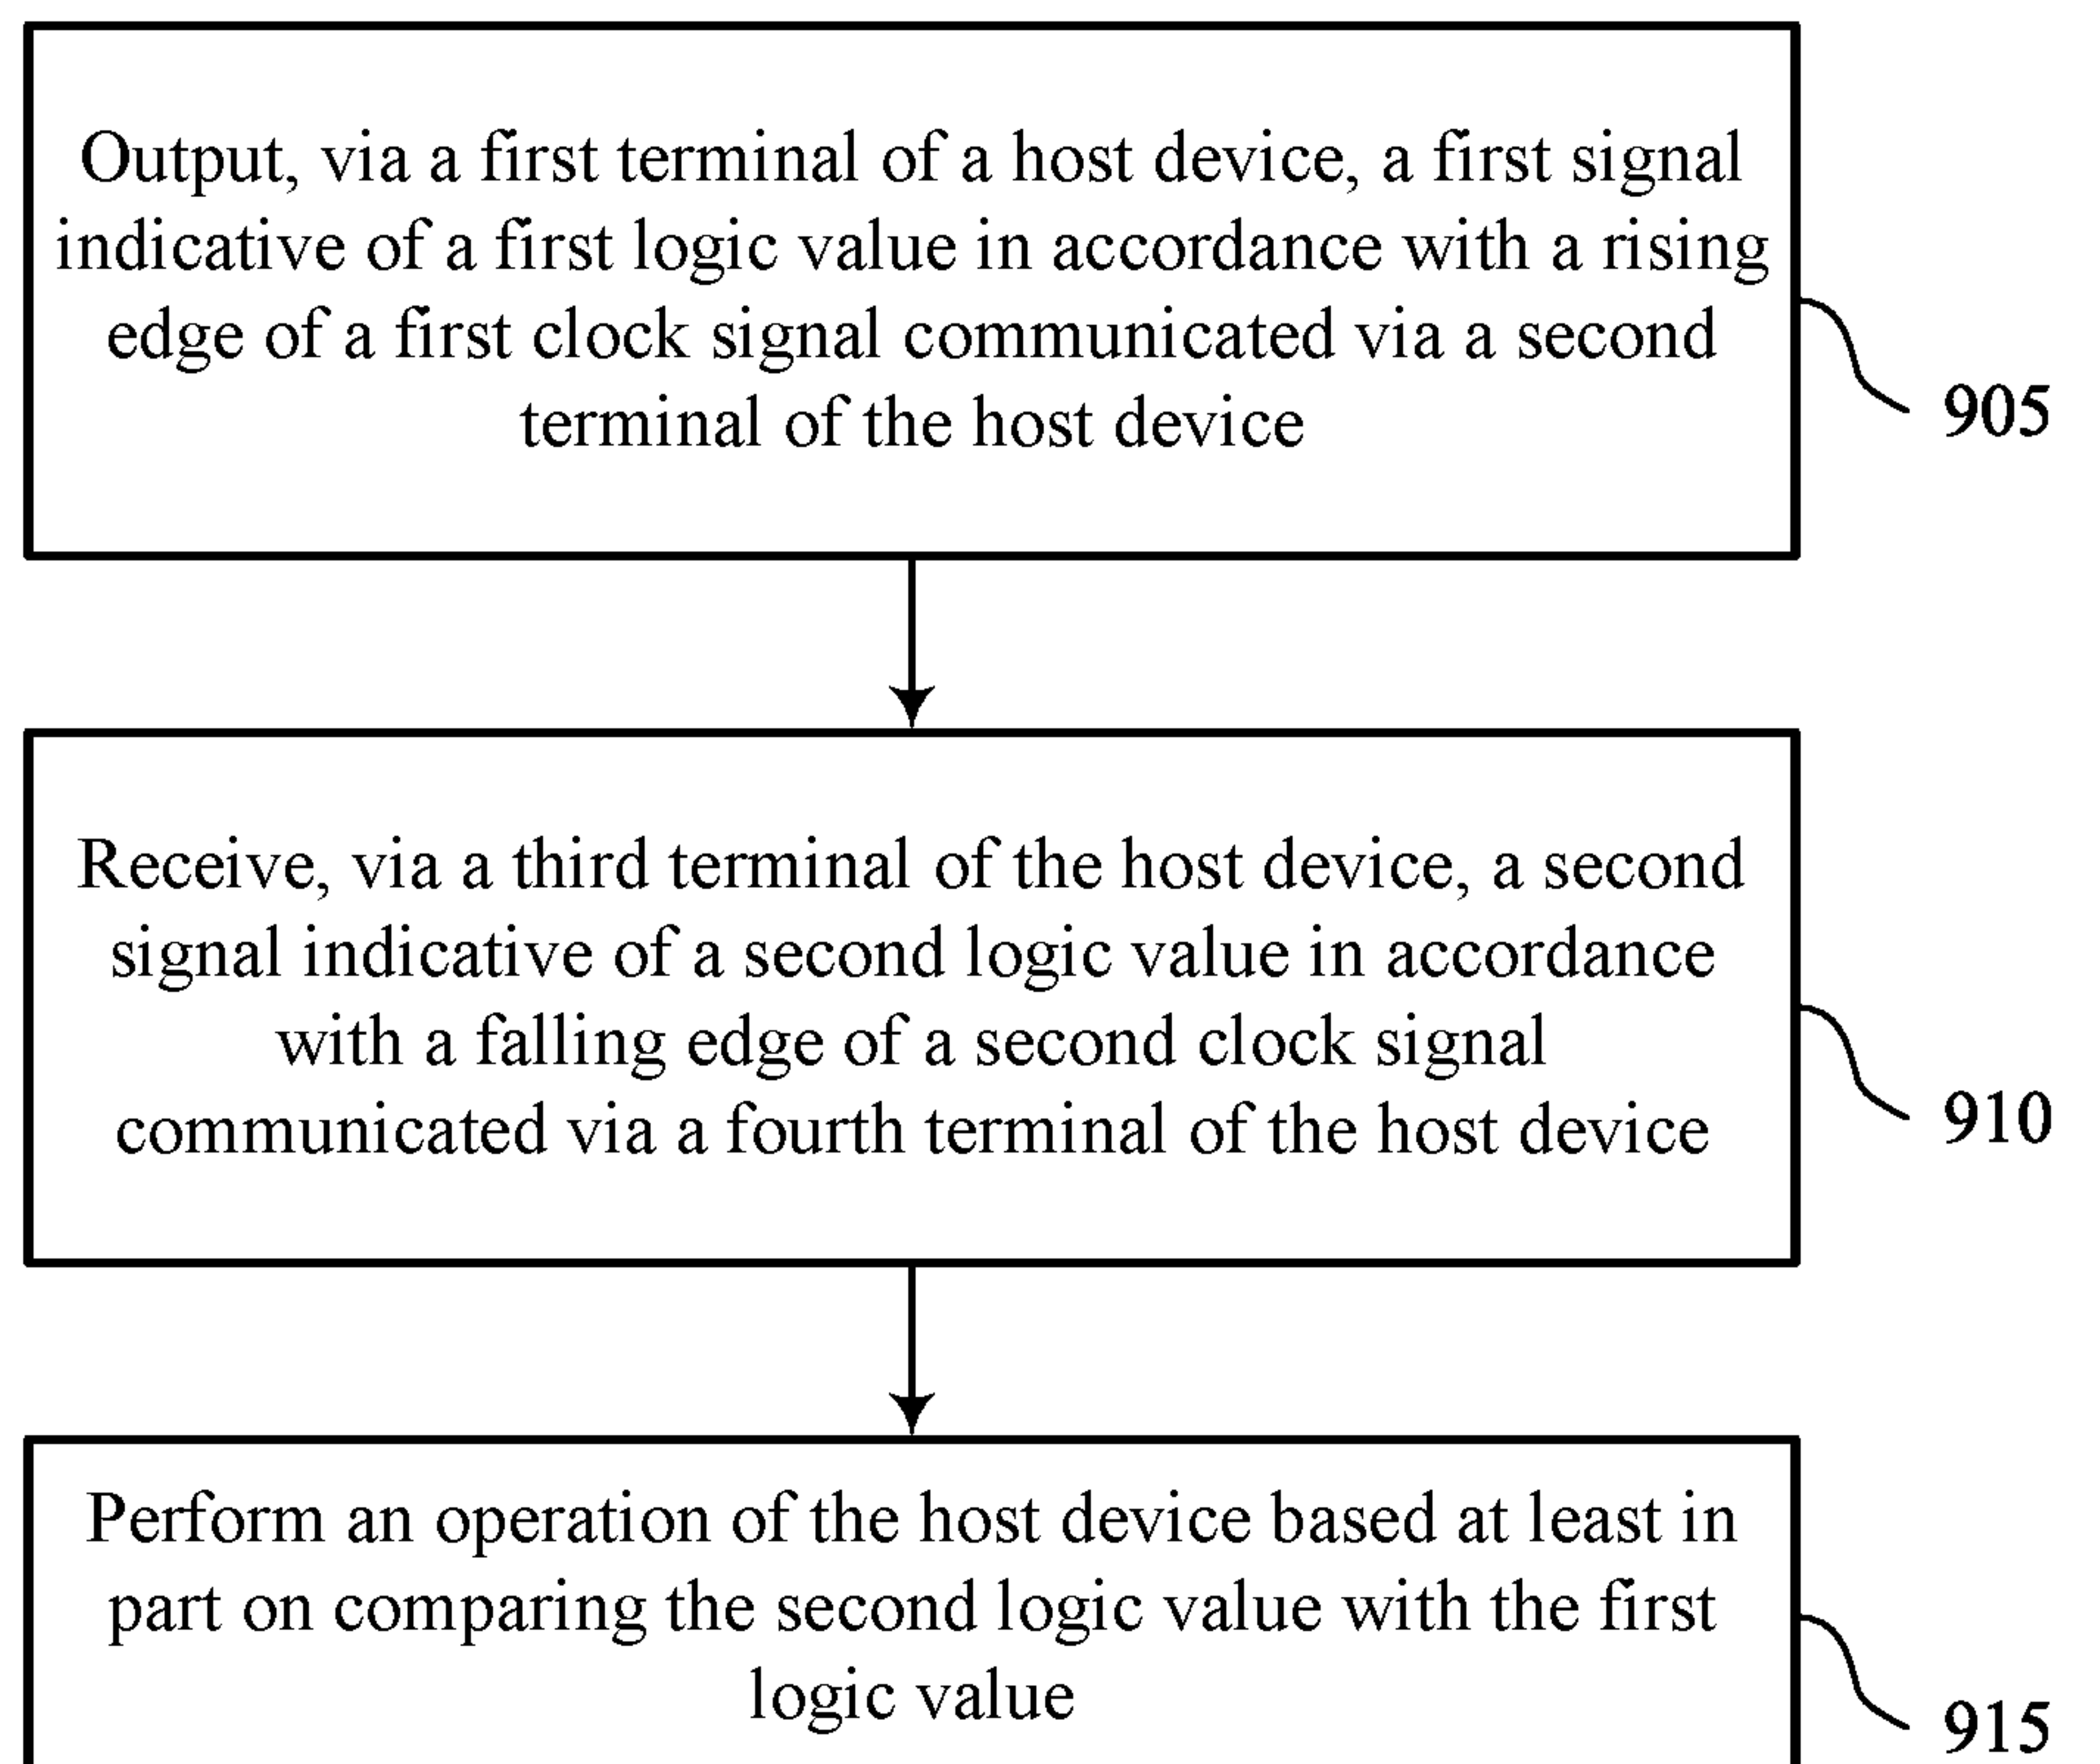 Output, via a first terminal of a host device, a first signal
indicative of a first logic value in accordance with a rising
edge of a first clock signal communicated via a second
terminal of the host device
905
Receive, via a third terminal of the host device, a second
signal indicative of a second logic value in accordance
with a falling edge of a second clock signal
communicated via a fourth terminal of the host device
910
Perform an operation of the host device based at least in
part on comparing the second logic value with the first
logic value
915